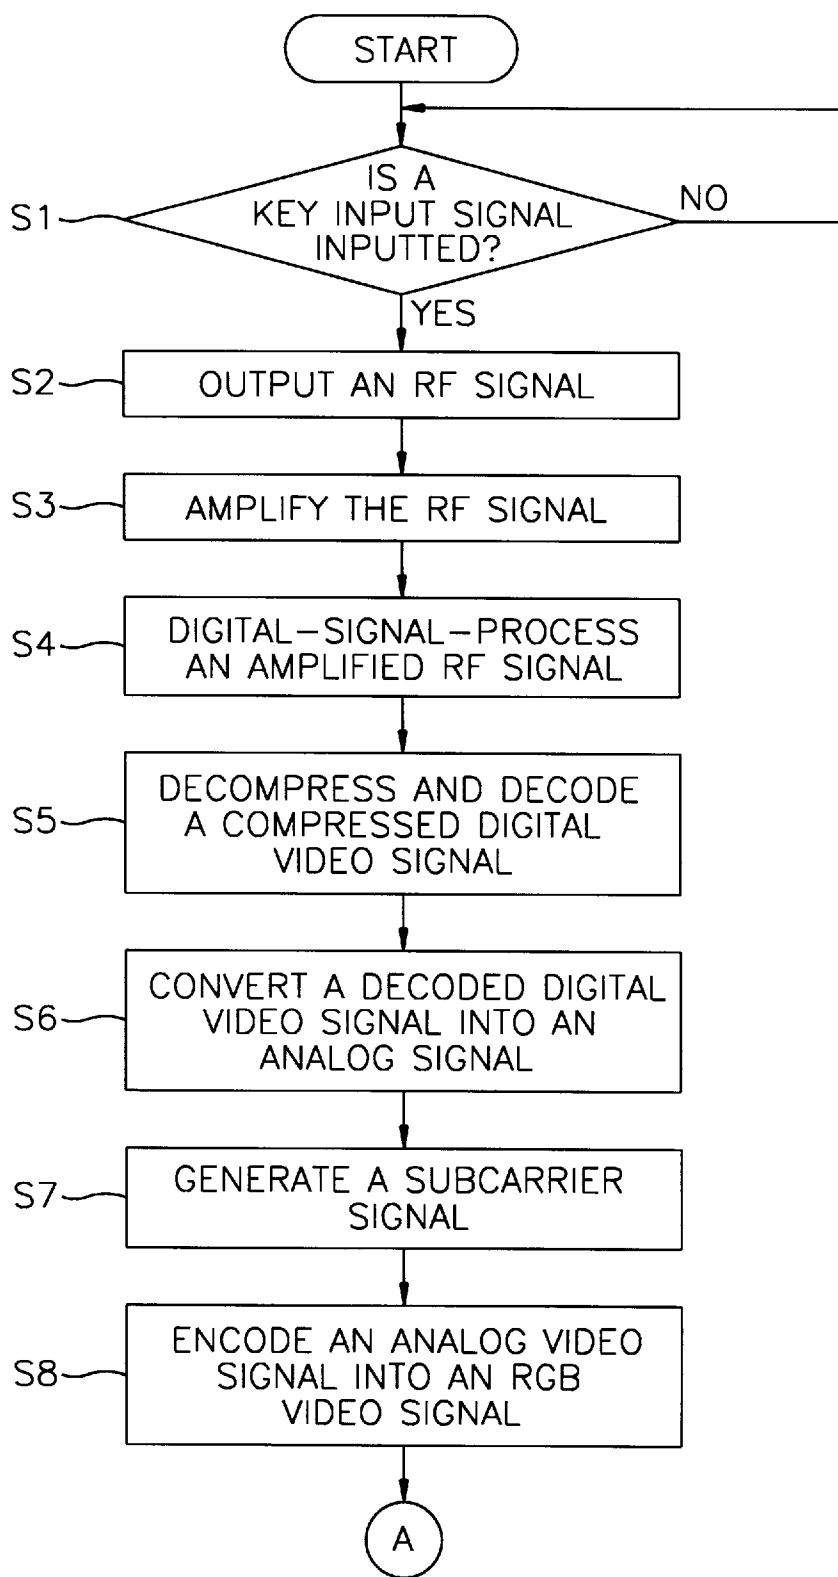 START
IS A
KEY INPUT SIGNAL
INPUTTED?
S1
NO
YES
S2
OUTPUT AN RF SIGNAL
S3
AMPLIFY THE RF SIGNAL
S4
DIGITAL-SIGNAL-PROCESS
AN AMPLIFIED RF SIGNAL
S5
DECOMPRESS AND DECODE
A COMPRESSED DIGITAL
VIDEO SIGNAL
S6
CONVERT A DECODED DIGITAL
VIDEO SIGNAL INTO AN
ANALOG SIGNAL
S7
GENERATE A SUBCARRIER
SIGNAL
S8
ENCODE AN ANALOG VIDEO
SIGNAL INTO AN RGB
VIDEO SIGNAL
A